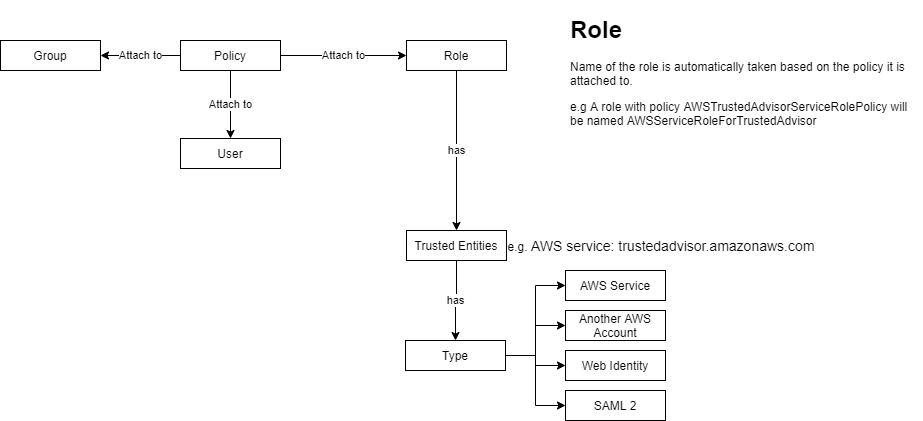 Role
Name of the role is automatically taken based on the policy it is
attached to.
e.g A role with policy AWSTrustedAdvisorServiceRolePolicy will
be named AWSServiceRoleForTrustedAdvisor
Group
Attach to
Policy
Attach to
Role
Attach to
User
has
Trusted Entities
e.g. AWS service: trustedadvisor.amazonaws.com
has
Type
AWS Service
Another AWS
Account
Web Identity
SAML 2